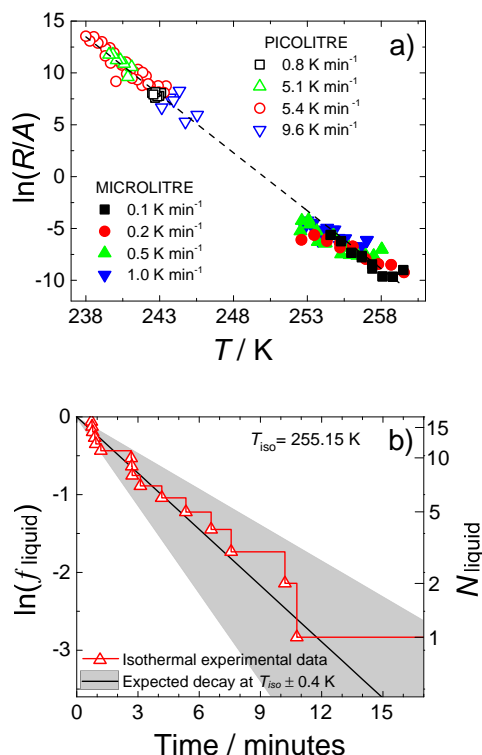 a)
PICOLITRE
0.8 K min⁻¹
5.1 K min⁻¹
5.4 K min⁻¹
9.6 K min⁻¹
MICROLITRE
0.1 K min⁻¹
0.2 K min⁻¹
0.5 K min⁻¹
1.0 K min⁻¹
ln(R/A)
15
10
5
0
-5
-10
238 243 248 253 258
T / K
b)
T_iso= 255.15 K
ln(f_liquid)
0
-1
-2
-3
N_liquid
15
10
5
2
1
Isothermal experimental data
Expected decay at T_iso ± 0.4 K
0 3 6 9 12 15
Time / minutes